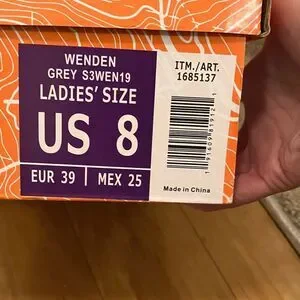 WENDEN
GREY S3WEN19
LADIES' SIZE
US 8
EUR 39 | MEX 25
ITM./ART.
1685137
Made in China